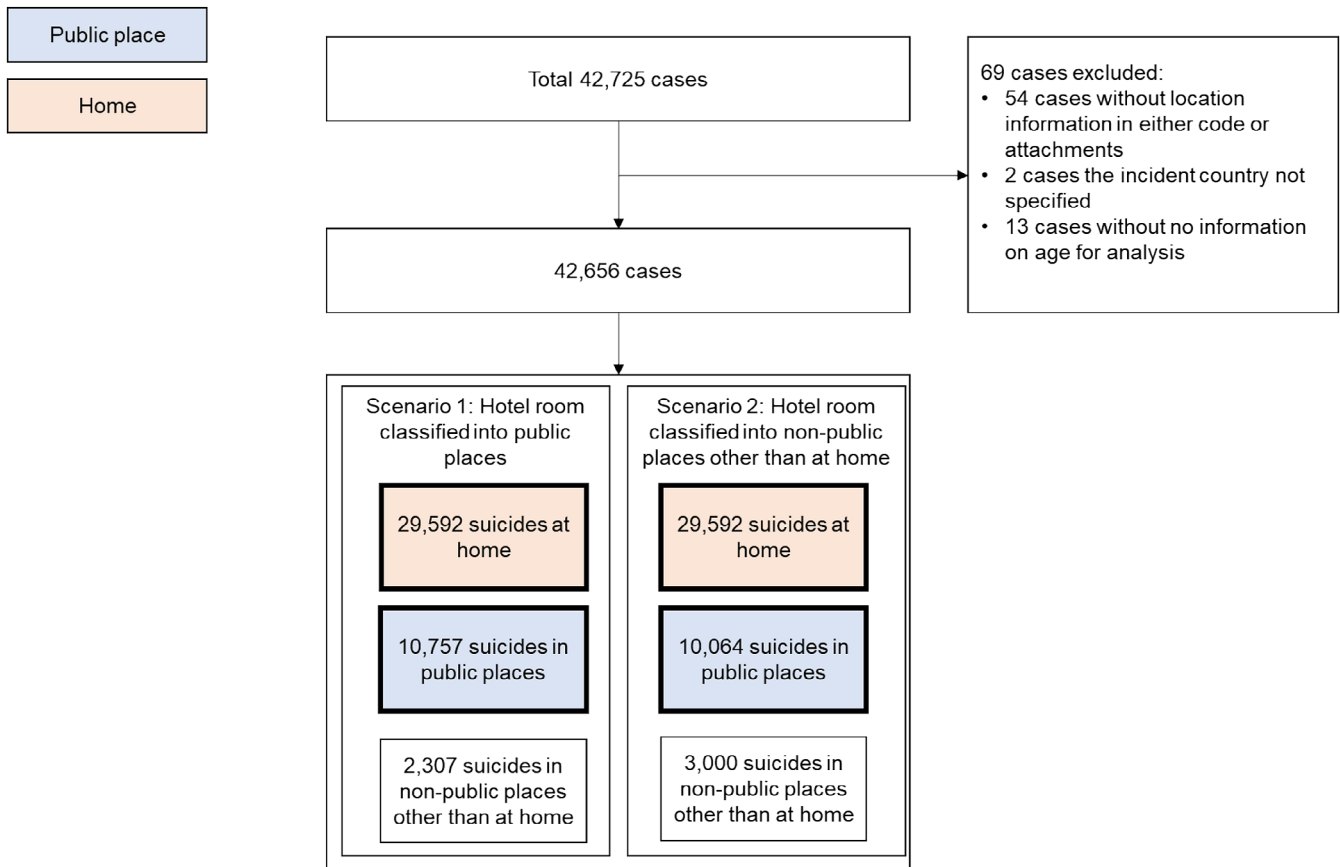 Public place
Home
Total 42,725 cases
69 cases excluded:
• 54 cases without location
information in either code or
attachments
• 2 cases the incident country not
specified
• 13 cases without no information
on age for analysis
42,656 cases
Scenario 1: Hotel room
classified into public
places
29,592 suicides at
home
10,757 suicides in
public places
2,307 suicides in
non-public places
other than at home
Scenario 2: Hotel room
classified into non-public
places other than at home
29,592 suicides at
home
10,064 suicides in
public places
3,000 suicides in
non-public places
other than at home